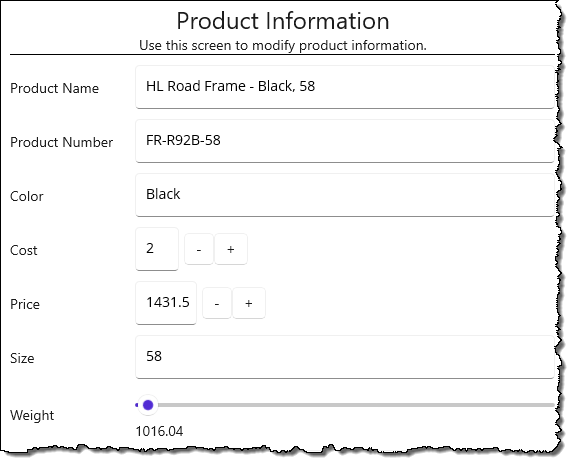 Product Information
Use this screen to modify product information.
Product Name HL Road Frame - Black, 58
Product Number FR-R92B-58
Color Black
Cost 2 - +
Price 1431.5 - +
Size 58
Weight
1016.04